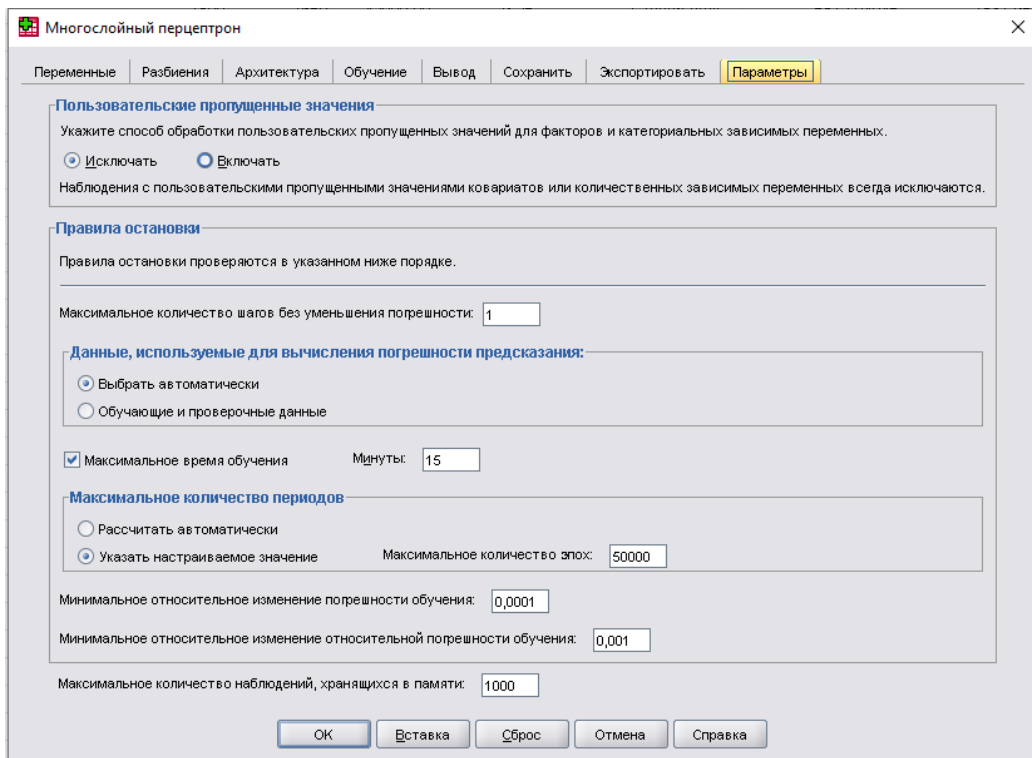 Многослойный перцептрон
Переменные Разбиения Архитектура Обучение Вывод Сохранить Экспортировать Параметры
Пользовательские пропущенные значения
Укажите способ обработки пользовательских пропущенных значений для факторов и категориальных зависимых переменных.
Исключать Включать
Наблюдения с пользовательскими пропущенными значениями ковариатов или количественных зависимых переменных всегда исключаются.
Правила остановки
Правила остановки проверяются в указанном ниже порядке.
Максимальное количество шагов без уменьшения погрешности: 1
Данные, используемые для вычисления погрешности предсказания:
Выбрать автоматически
Обучающие и проверочные данные
Максимальное время обучения Минуты: 15
Максимальное количество периодов
Рассчитать автоматически
Указать настраиваемое значение Максимальное количество эпох: 50000
Минимальное относительное изменение погрешности обучения: 0,0001
Минимальное относительное изменение относительной погрешности обучения: 0,001
Максимальное количество наблюдений, хранящихся в памяти: 1000
ОК Вставка Сброс Отмена Справка